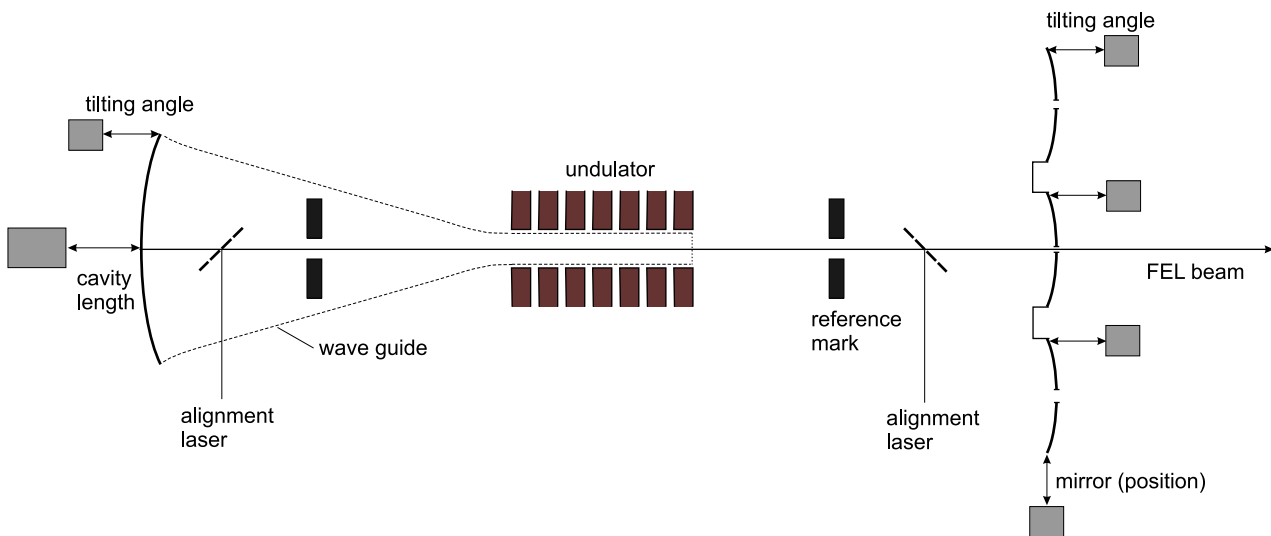 tilting angle
tilting angle
undulator
cavity
length
FEL beam
wave guide
reference
mark
alignment
laser
alignment
laser
mirror (position)